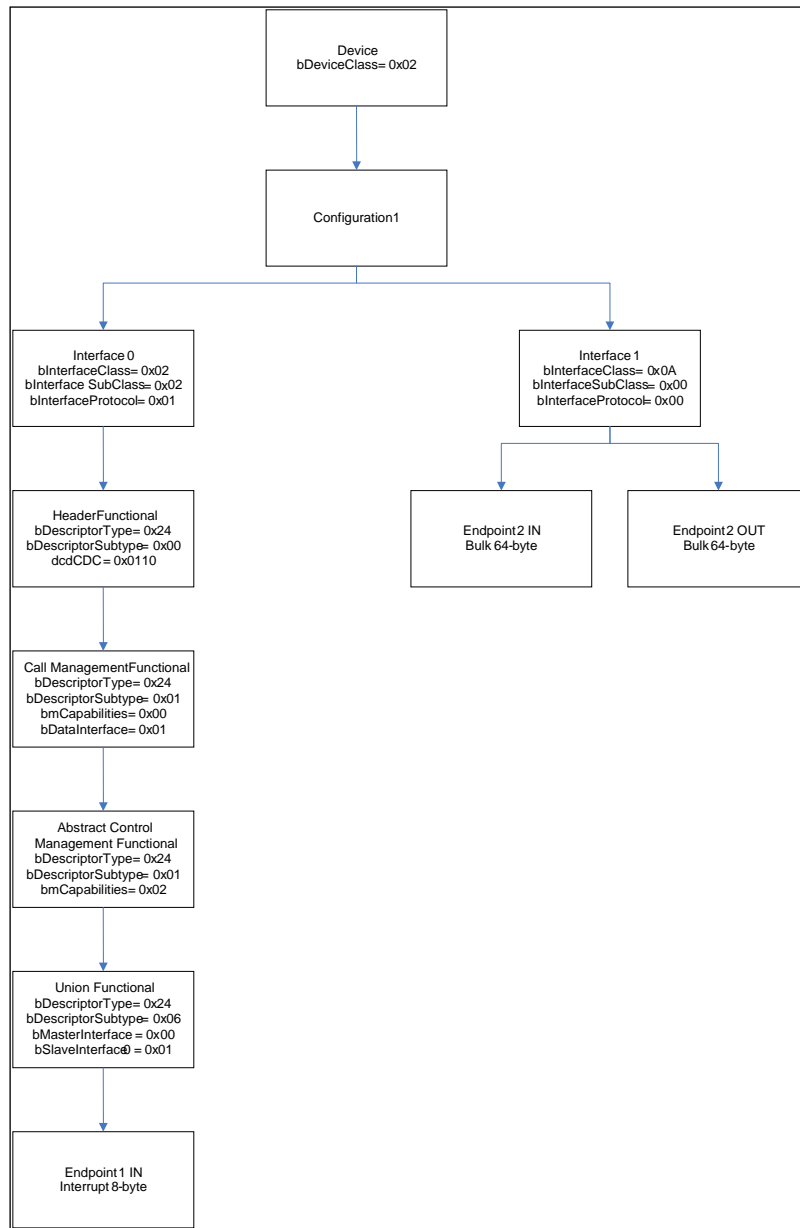 Device
bDeviceClass= 0x02
Configuration1
Interface 0
bInterfaceClass= 0x02
bInterface SubClass= 0x02
bInterfaceProtocol= 0x01
Interface 1
bInterfaceClass= 0x0A
bInterfaceSubClass= 0x00
bInterfaceProtocol= 0x00
HeaderFunctional
bDescriptorType= 0x24
bDescriptorSubtype= 0x00
dcdCDC= 0x0110
Endpoint2 IN
Bulk 64-byte
Endpoint2 OUT
Bulk 64-byte
Call ManagementFunctional
bDescriptorType= 0x24
bDescriptorSubtype= 0x01
bmCapabilities= 0x00
bDataInterface= 0x01
Abstract Control
Management Functional
bDescriptorType= 0x24
bDescriptorSubtype= 0x01
bmCapabilities= 0x02
Union Functional
bDescriptorType= 0x24
bDescriptorSubtype= 0x06
bMasterInterface= 0x00
bSlaveInterface0 = 0x01
Endpoint1 IN
Interrupt 8-byte